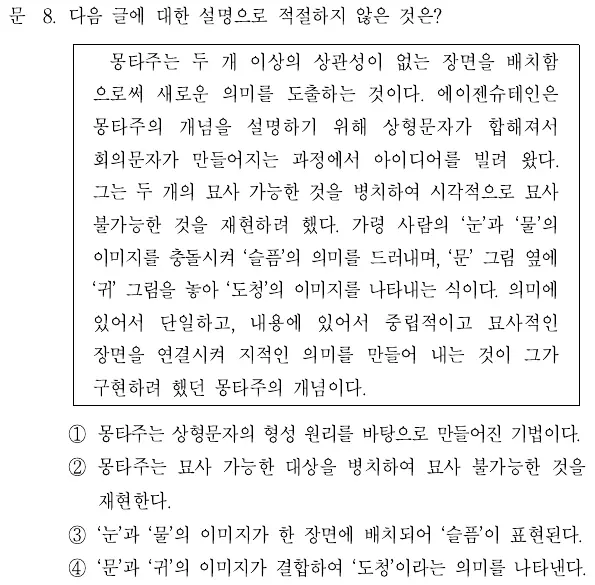 문 8. 다음 글에 대한 설명으로 적절하지 않은 것은?
몽타주는 두 개 이상의 상관성이 없는 장면을 배치함
으로써 새로운 의미를 도출하는 것이다. 에이젠슈테인은
몽타주의 개념을 설명하기 위해 상형문자가 합해져서
회의문자가 만들어지는 과정에서 아이디어를 빌려 왔다.
그는 두 개의 묘사 가능한 것을 병치하여 시각적으로 묘사
불가능한 것을 재현하려 했다. 가령 사람의 ‘눈’과 ‘물’의
이미지를 충돌시켜 ‘슬픔’의 의미를 드러내며, ‘문’ 그림 옆에
‘귀’ 그림을 놓아 ‘도청’의 이미지를 나타내는 식이다. 의미에
있어서 단일하고, 내용에 있어서 중립적이고 묘사적인
장면을 연결시켜 지적인 의미를 만들어 내는 것이 그가
구현하려 했던 몽타주의 개념이다.
① 몽타주는 상형문자의 형성 원리를 바탕으로 만들어진 기법이다.
② 몽타주는 묘사 가능한 대상을 병치하여 묘사 불가능한 것을
재현한다.
③ ‘눈’과 ‘물’의 이미지가 한 장면에 배치되어 ‘슬픔’이 표현된다.
④ ‘문’과 ‘귀’의 이미지가 결합하여 ‘도청’이라는 의미를 나타낸다.